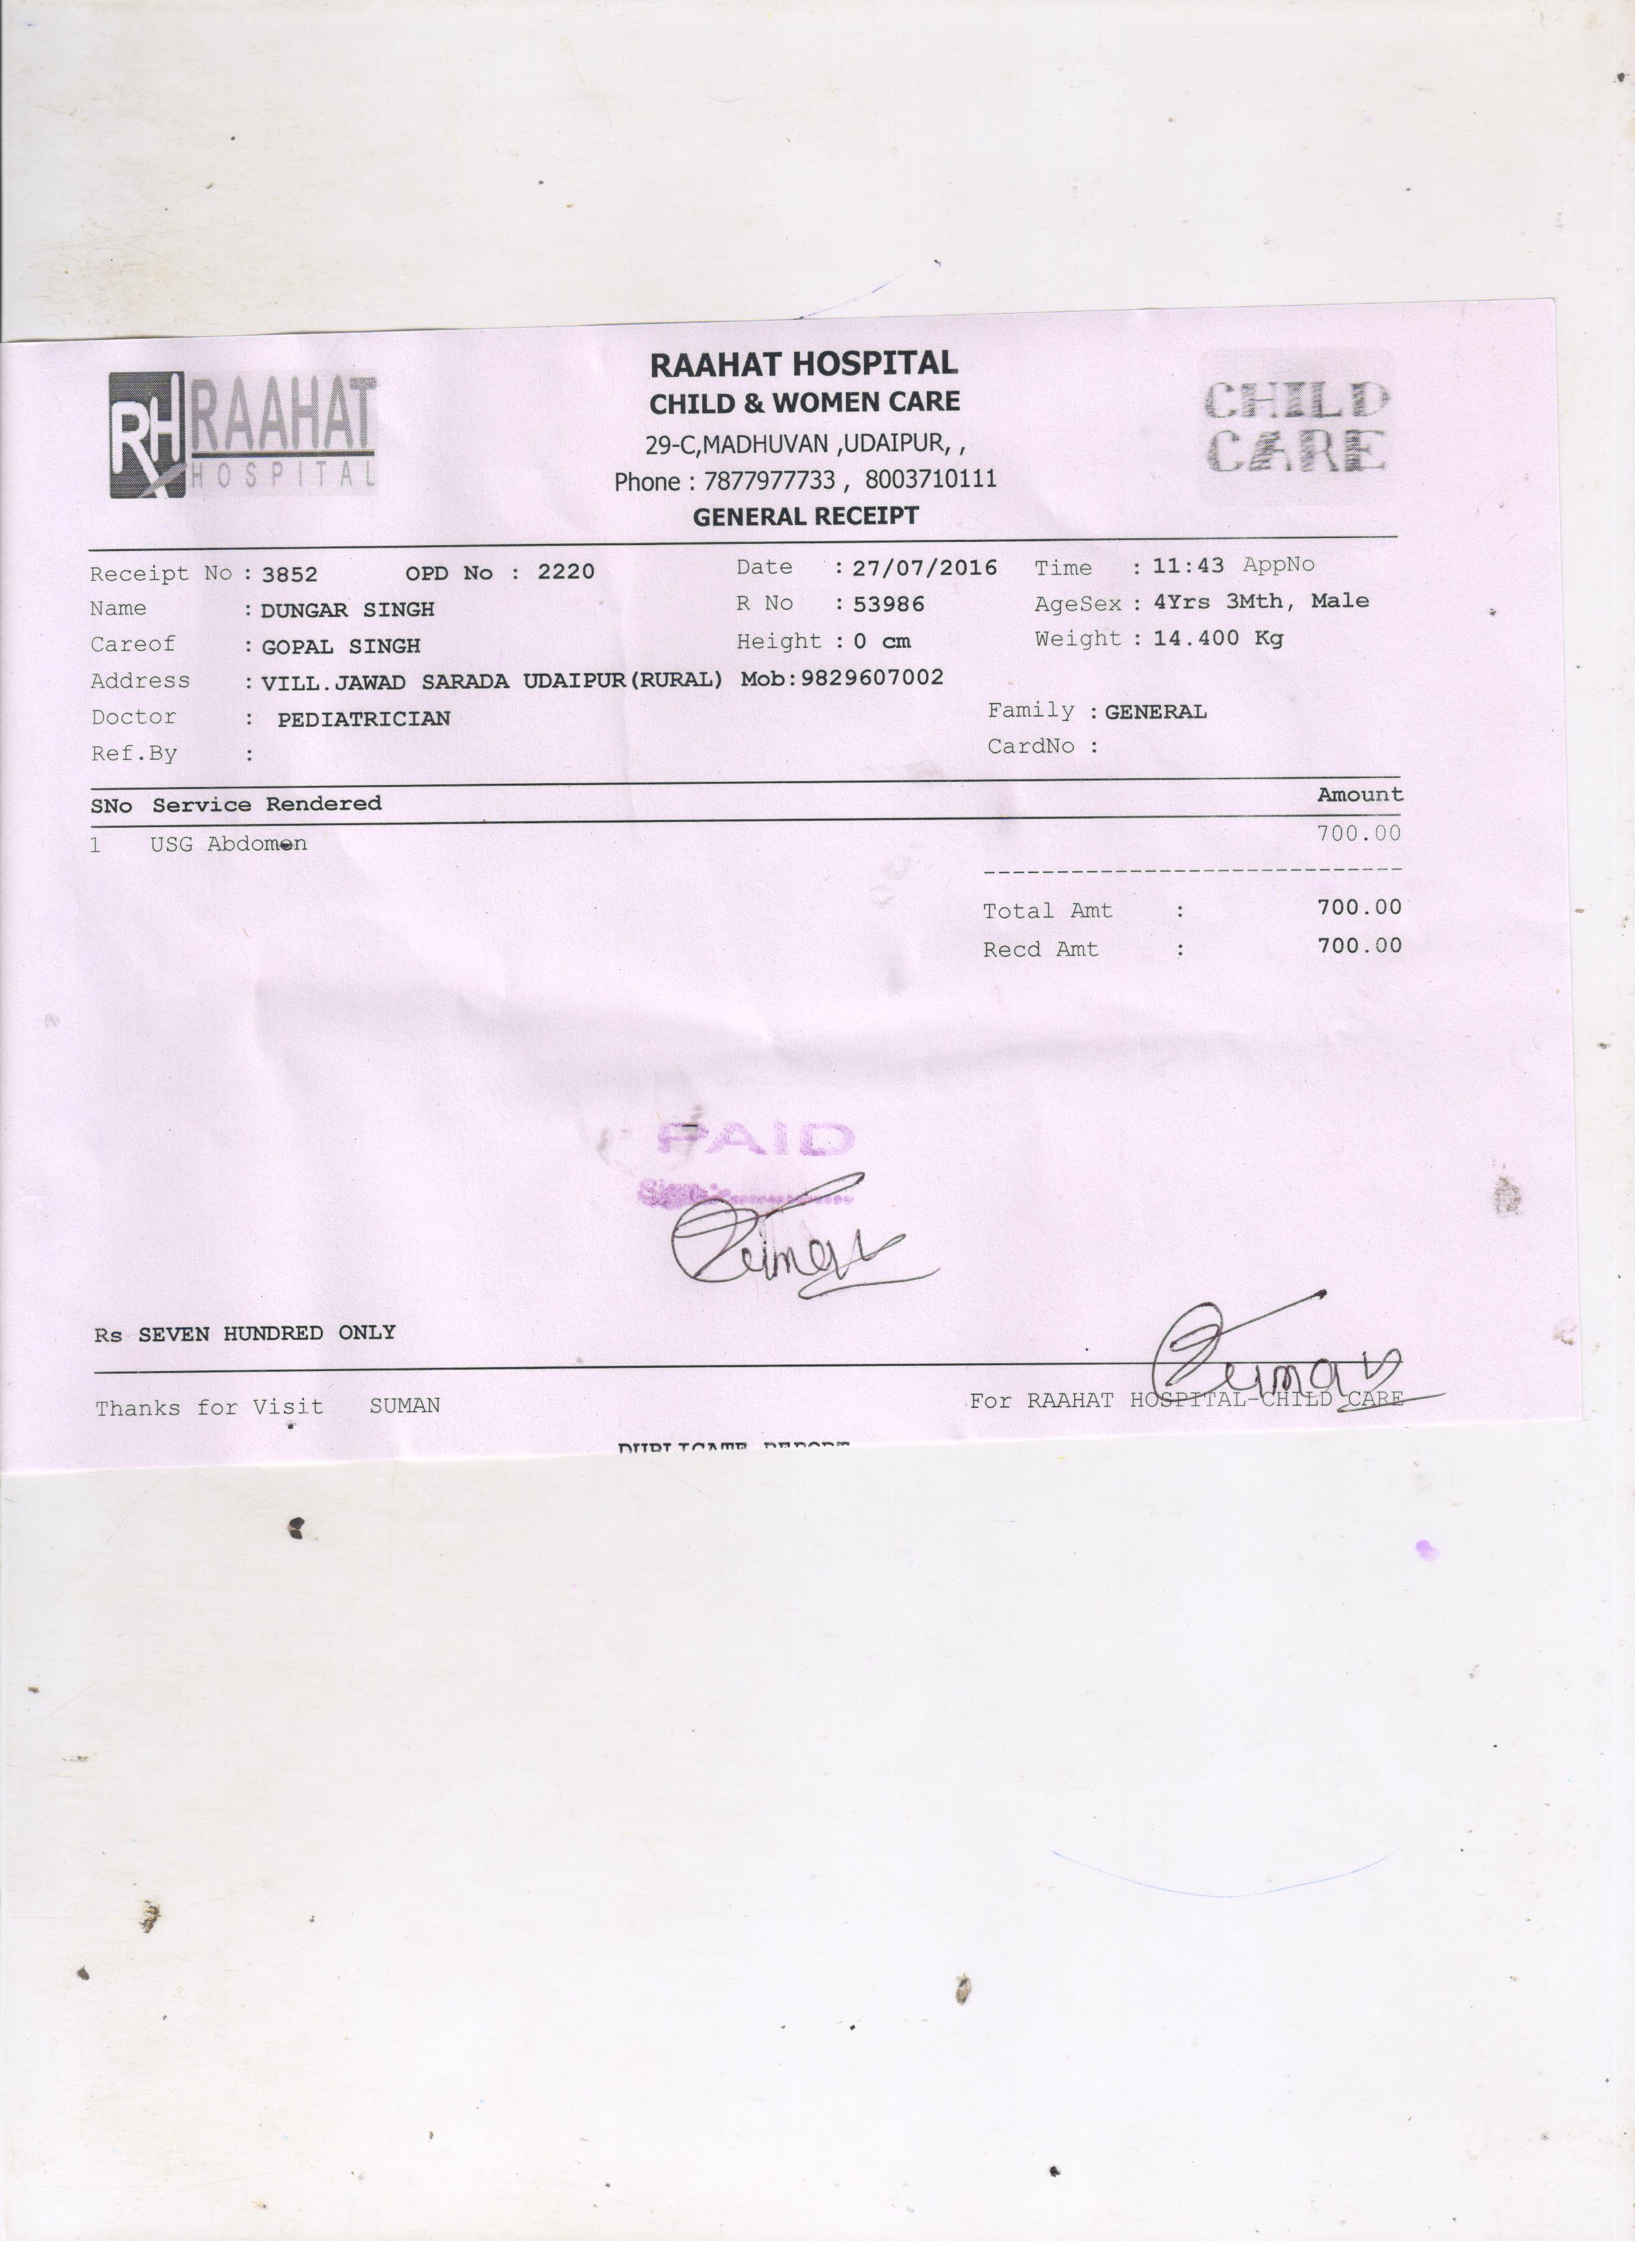 RAAHAT HOSPITAL
CHILD & WOMEN CARE
29-C,MADHUVAN ,UDAIPUR, ,
Phone : 7877977733 , 8003710111
GENERAL RECEIPT
RH RAAHAT
HOSPITAL
CHILD
CARE
Receipt No : 3852 OPD No : 2220 Date : 27/07/2016 Time : 11:43 AppNo
Name : DUNGAR SINGH R No : 53986 AgeSex : 4Yrs 3Mth, Male
Careof : GOPAL SINGH Height : 0 cm Weight : 14.400 Kg
Address : VILL.JAWAD SARADA UDAIPUR(RURAL) Mob:9829607002
Doctor : PEDIATRICIAN Family : GENERAL
Ref.By : CardNo :
SNo Service Rendered Amount
1 USG Abdomen 700.00
Total Amt : 700.00
Recd Amt : 700.00
PAID
Suman
Rs SEVEN HUNDRED ONLY
Suman
Thanks for Visit SUMAN For RAAHAT HOSPITAL-CHILD CARE
DUPLICATE REPORT